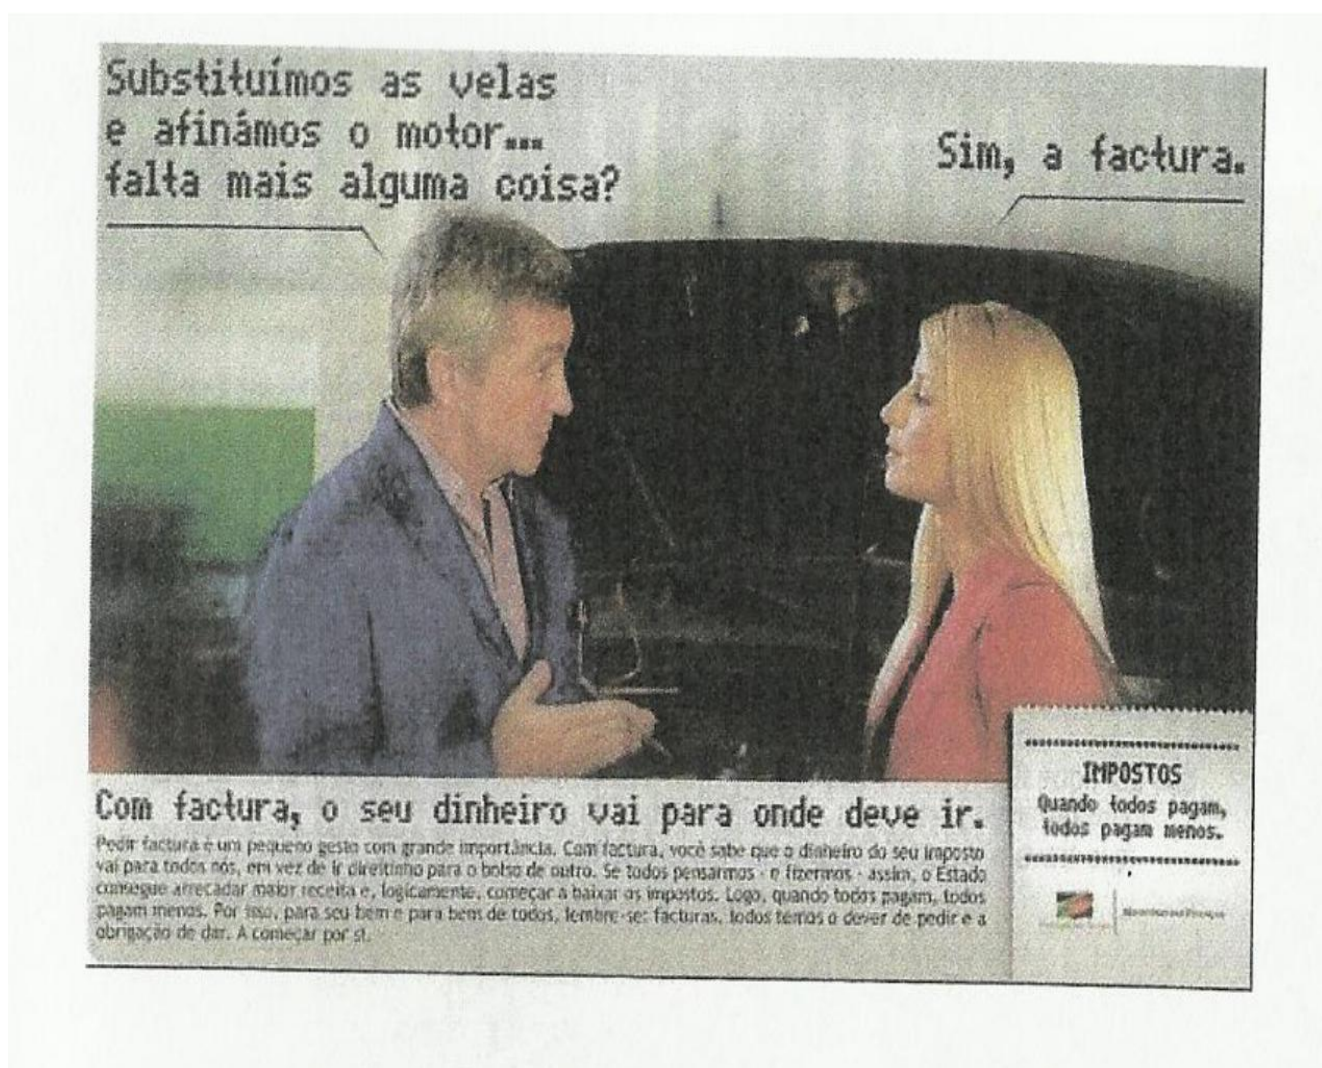 Substituímos as velas
e afinámos o motor...
falta mais alguma coisa?
Sim, a factura.
Com factura, o seu dinheiro vai para onde deve ir.
Pedir factura é um pequeno gesto com grande importância. Com factura, você sabe que o dinheiro do seu imposto
vai para todos nós, em vez de ir direitinho para o bolso de outro. Se todos pensarmos - e fizermos - assim, o Estado
consegue arrecadar maior receita e, logicamente, começar a baixar os impostos. Logo, quando todos pagam, todos
pagam menos. Por isso, para seu bem e para bem de todos, lembre-se: facturas, todos temos o dever de pedir e a
obrigação de dar. A começar por si.
IMPOSTOS
Quando todos pagam,
todos pagam menos.